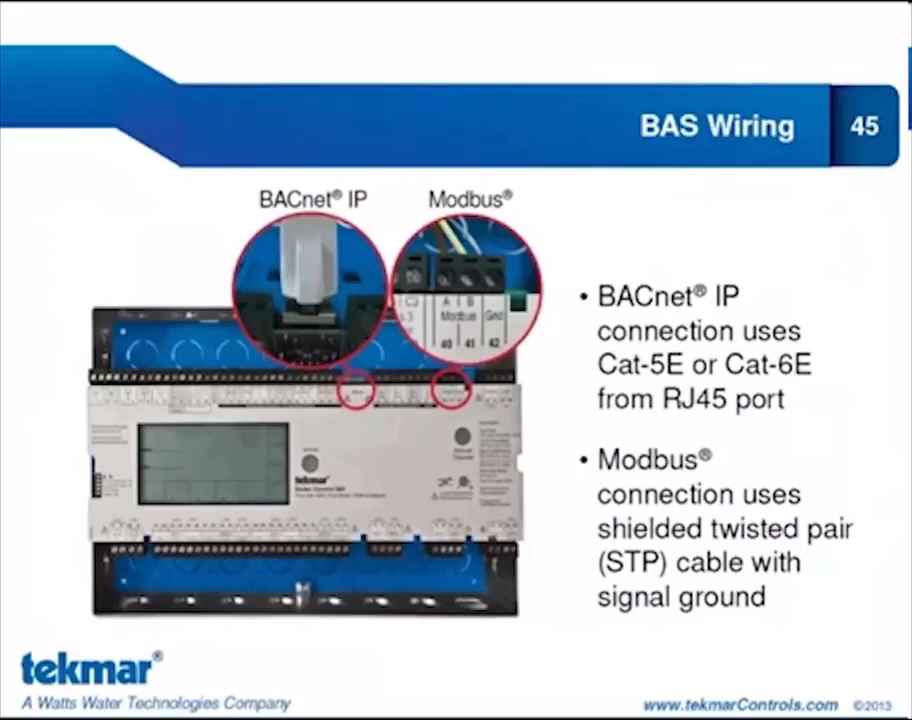 BAS Wiring
45
BACnet® IP
Modbus®
A B
Modbus Gnd
40 41 42
• BACnet® IP
connection uses
Cat-5E or Cat-6E
from RJ45 port
• Modbus®
connection uses
shielded twisted pair
(STP) cable with
signal ground
tekmar
tekmar®
A Watts Water Technologies Company
www.tekmarControls.com ©2013